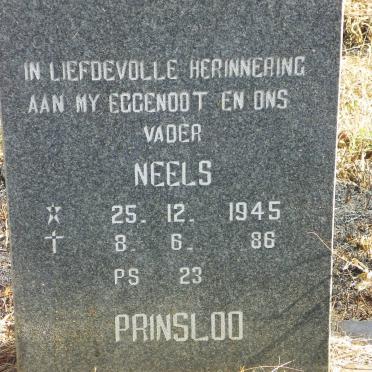 IN LIEFDEVOLLE HERINNERING
AAN MY EGGENOOT EN ONS
VADER
NEELS
☆ 25. 12. 1945
✝ 8. 6. 86
PS 23
PRINSLOO